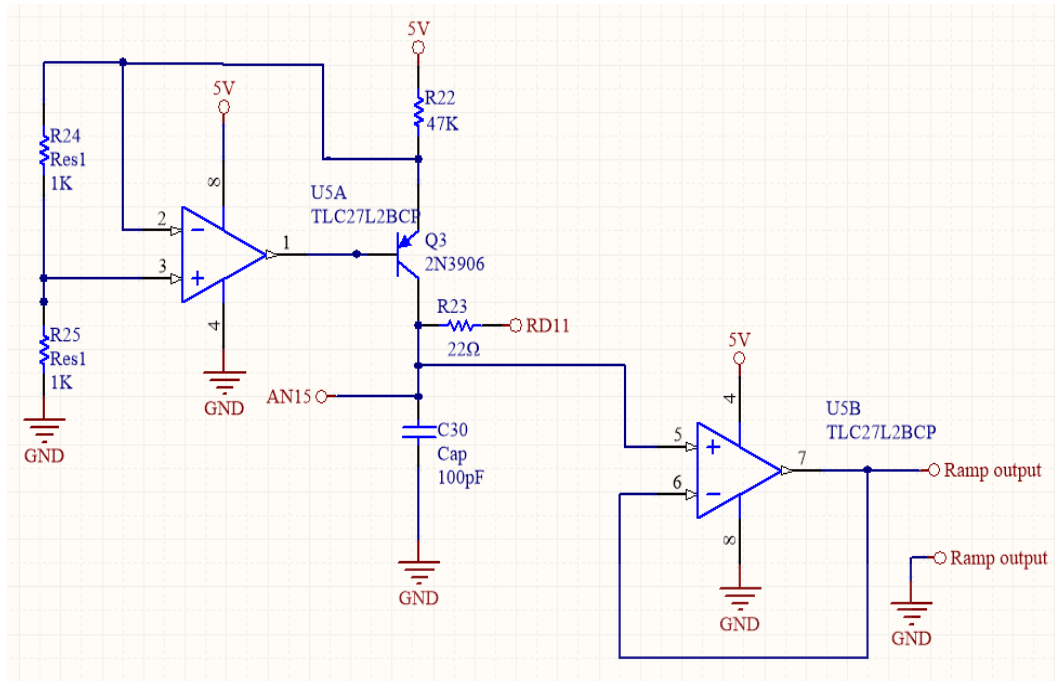 5V
R22
47K
5V
R24
Res1
1K
8
U5A
TLC27L2BCP
2
1
3
Q3
2N3906
4
R23
RD11
22Ω
R25
Res1
1K
GND
GND
AN15
C30
Cap
100pF
GND
5V
4
U5B
TLC27L2BCP
5
7
Ramp output
6
8
GND
Ramp output
GND